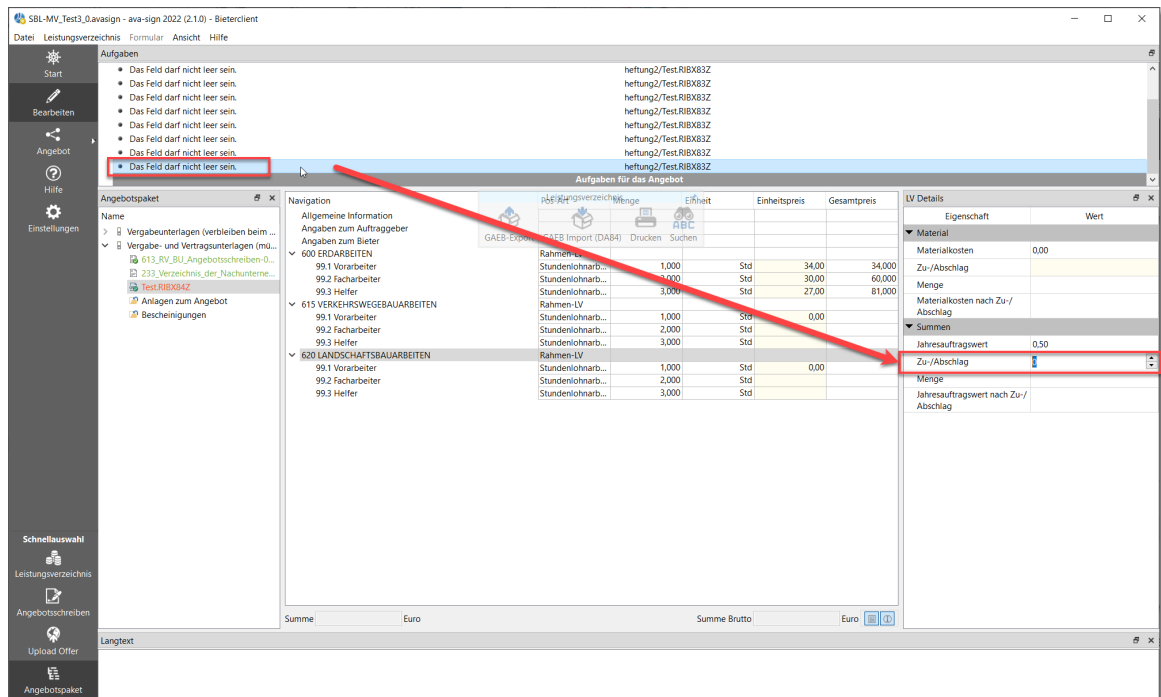 SBL-MV_Test3_0.avasign - ava-sign 2022 (2.1.0) - Bieterclient
Datei Leistungsverzeichnis Formular Ansicht Hilfe
Start
Bearbeiten
Angebot
Hilfe
Einstellungen
Schnellauswahl
Leistungsverzeichnis
Angebotsschreiben
Upload Offer
Angebotspaket
Aufgaben
Das Feld darf nicht leer sein. heftung2/Test.RIBX83Z
Das Feld darf nicht leer sein. heftung2/Test.RIBX83Z
Das Feld darf nicht leer sein. heftung2/Test.RIBX83Z
Das Feld darf nicht leer sein. heftung2/Test.RIBX83Z
Das Feld darf nicht leer sein. heftung2/Test.RIBX83Z
Das Feld darf nicht leer sein. heftung2/Test.RIBX83Z
Das Feld darf nicht leer sein. heftung2/Test.RIBX83Z
Das Feld darf nicht leer sein. heftung2/Test.RIBX83Z
Aufgaben für das Angebot
Angebotspaket
Name
Vergabeunterlagen (verbleiben beim ...
Vergabe- und Vertragsunterlagen (mü...
613_RV_BU_Angebotsschreiben-0...
233_Verzeichnis_der_Nachunterne...
Test.RIBX84Z
Anlagen zum Angebot
Bescheinigungen
Leistungsverzeichnis
GAEB-Export GAEB Import (DA84) Drucken Suchen
ABC
Navigation Pos-Art Menge Einheit Einheitspreis Gesamtpreis
Allgemeine Information
Angaben zum Auftraggeber
Angaben zum Bieter
600 ERDARBEITEN Rahmen-LV
99.1 Vorarbeiter Stundenlohnarb... 1,000 Std 34,00 34,000
99.2 Facharbeiter Stundenlohnarb... 2,000 Std 30,00 60,000
99.3 Helfer Stundenlohnarb... 3,000 Std 27,00 81,000
615 VERKEHRSWEGEBAUARBEITEN Rahmen-LV
99.1 Vorarbeiter Stundenlohnarb... 1,000 Std 0,00
99.2 Facharbeiter Stundenlohnarb... 2,000 Std
99.3 Helfer Stundenlohnarb... 3,000 Std
620 LANDSCHAFTSBAUARBEITEN Rahmen-LV
99.1 Vorarbeiter Stundenlohnarb... 1,000 Std 0,00
99.2 Facharbeiter Stundenlohnarb... 2,000 Std
99.3 Helfer Stundenlohnarb... 3,000 Std
Summe Euro Summe Brutto Euro
LV Details
Eigenschaft Wert
Material
Materialkosten 0,00
Zu-/Abschlag
Menge
Materialkosten nach Zu-/
Abschlag
Summen
Jahresauftragswert 0,50
Zu-/Abschlag 0
Menge
Jahresauftragswert nach Zu-/
Abschlag
Langtext